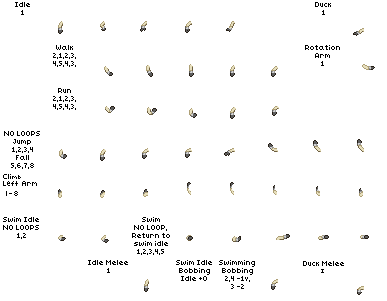 Idle
1
Duck
1
Walk
2,1,2,3,
4,5,4,3,
Rotation
Arm
1
Run
2,1,2,3,
4,5,4,3,
NO LOOPS
Jump
1,2,3,4
Fall
5,6,7,8
Climb
Left Arm
1-8
Swim Idle
NO LOOPS
1,2
Swim
NO LOOP,
Return to
swim idle
1,2,3,4,5
Swim Idle
Bobbing
Idle +0
Swimming
Bobbing
2,4 -1v,
3 -2
Idle Melee
1
Duck Melee
1